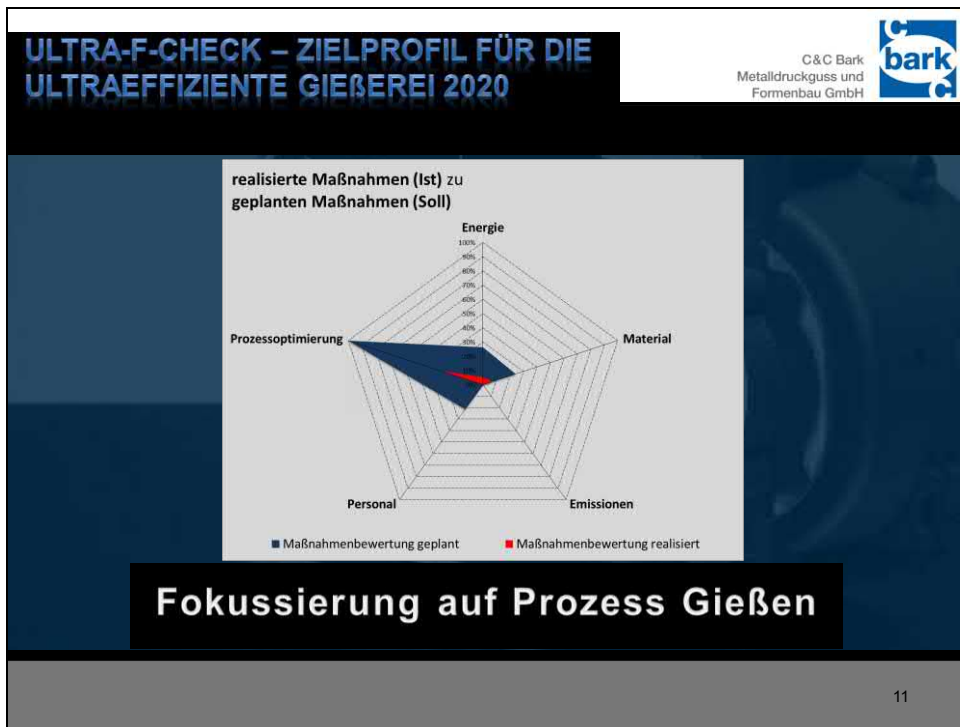 ULTRA-F-CHECK – ZIELPROFIL FÜR DIE
ULTRAEFFIZIENTE GIEßEREI 2020
C&C Bark
Metalldruckguss und
Formenbau GmbH
C
bark
C
realisierte Maßnahmen (Ist) zu
geplanten Maßnahmen (Soll)
Energie
100%
90%
80%
70%
60%
50%
40%
30%
20%
10%
Prozessoptimierung
Material
Personal
Emissionen
Maßnahmenbewertung geplant
Maßnahmenbewertung realisiert
Fokussierung auf Prozess Gießen
11